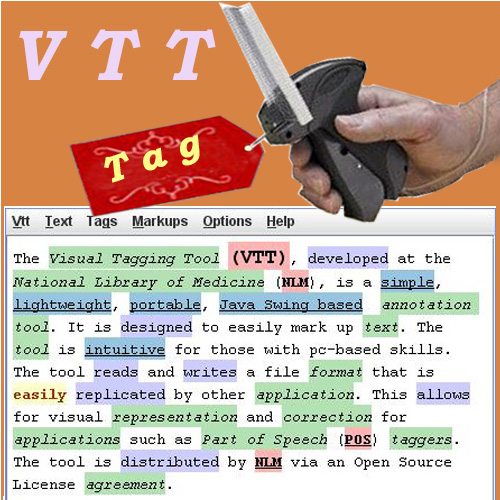 VTT
Tag
Vtt Text Tags Markups Options Help
The Visual Tagging Tool (VTT), developed at the
National Library of Medicine (NLM), is a simple,
lightweight, portable, Java Swing based annotation
tool. It is designed to easily mark up text. The
tool is intuitive for those with pc-based skills.
The tool reads and writes a file format that is
easily replicated by other application. This allows
for visual representation and correction for
applications such as Part of Speech (POS) taggers.
The tool is distributed by NLM via an Open Source
License agreement.